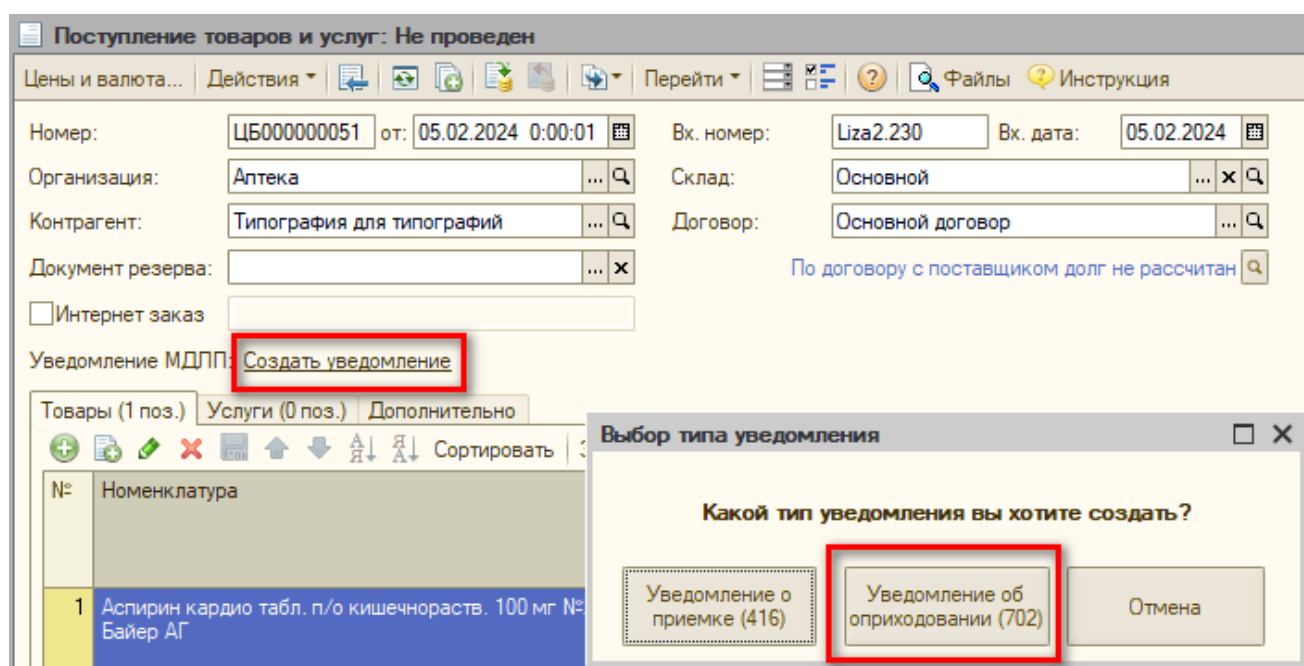 Поступление товаров и услуг: Не проведен
Цены и валюта... Действия Перейти Файлы Инструкция
Номер: ЦБ000000051 от: 05.02.2024 0:00:01 Вх. номер: Liza2.230 Вх. дата: 05.02.2024
Организация: Аптека Склад: Основной
Контрагент: Типография для типографий Договор: Основной договор
Документ резерва: По договору с поставщиком долг не рассчитан
Интернет заказ
Уведомление МДЛП: Создать уведомление
Товары (1 поз.) Услуги (0 поз.) Дополнительно
Сортировать
№ Номенклатура
1 Аспирин кардио табл. п/о кишечнораств. 100 мг №
Байер АГ
Выбор типа уведомления
Какой тип уведомления вы хотите создать?
Уведомление о
приемке (416)
Уведомление об
оприходовании (702)
Отмена